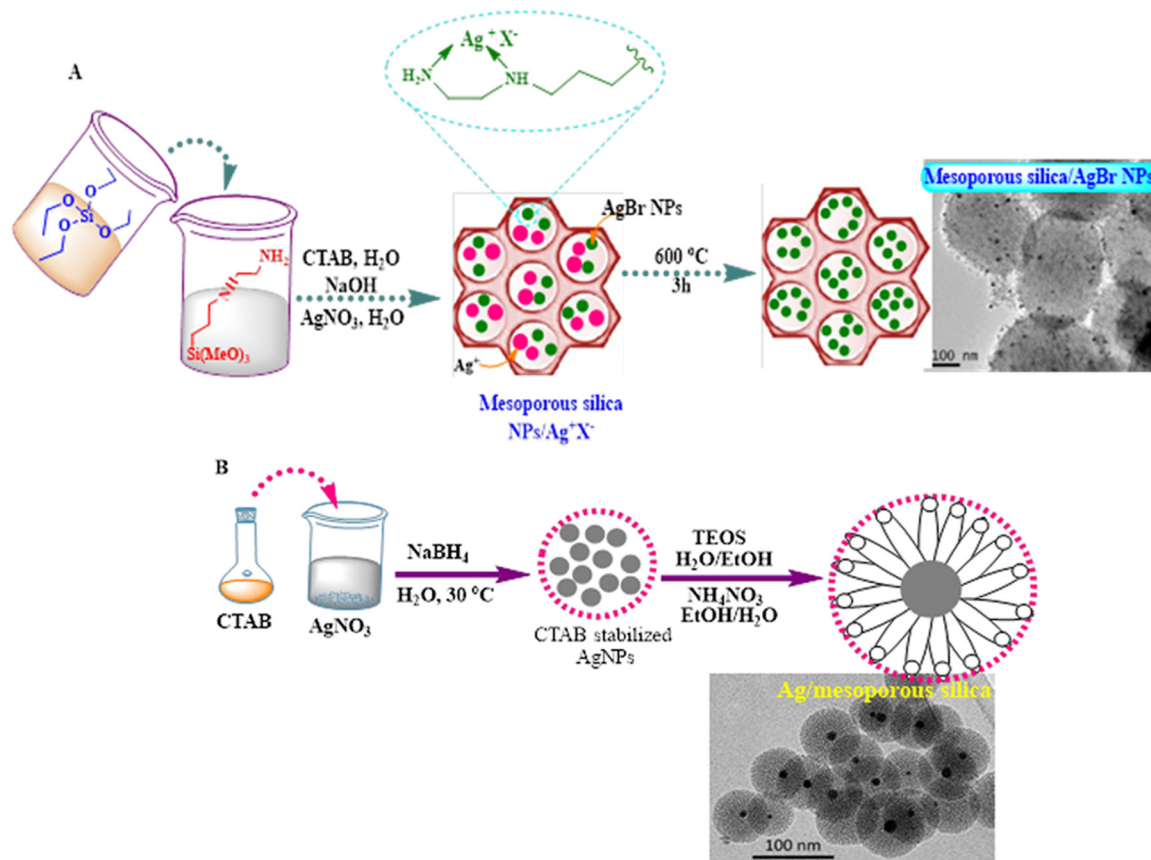 A
Ag⁺X⁻
H₂N
NH
O
O
Si
O
O
NH₂
NH
Si(MeO)₃
CTAB, H₂O
NaOH
AgNO₃, H₂O
AgBr NPs
Ag⁺
Mesoporous silica
NPs/Ag⁺X⁻
600 °C
3h
Mesoporous silica/AgBr NPs
100 nm
B
CTAB
AgNO₃
NaBH₄
H₂O, 30 °C
CTAB stabilized
AgNPs
TEOS
H₂O/EtOH
NH₄NO₃
EtOH/H₂O
Ag/mesoporous silica
100 nm